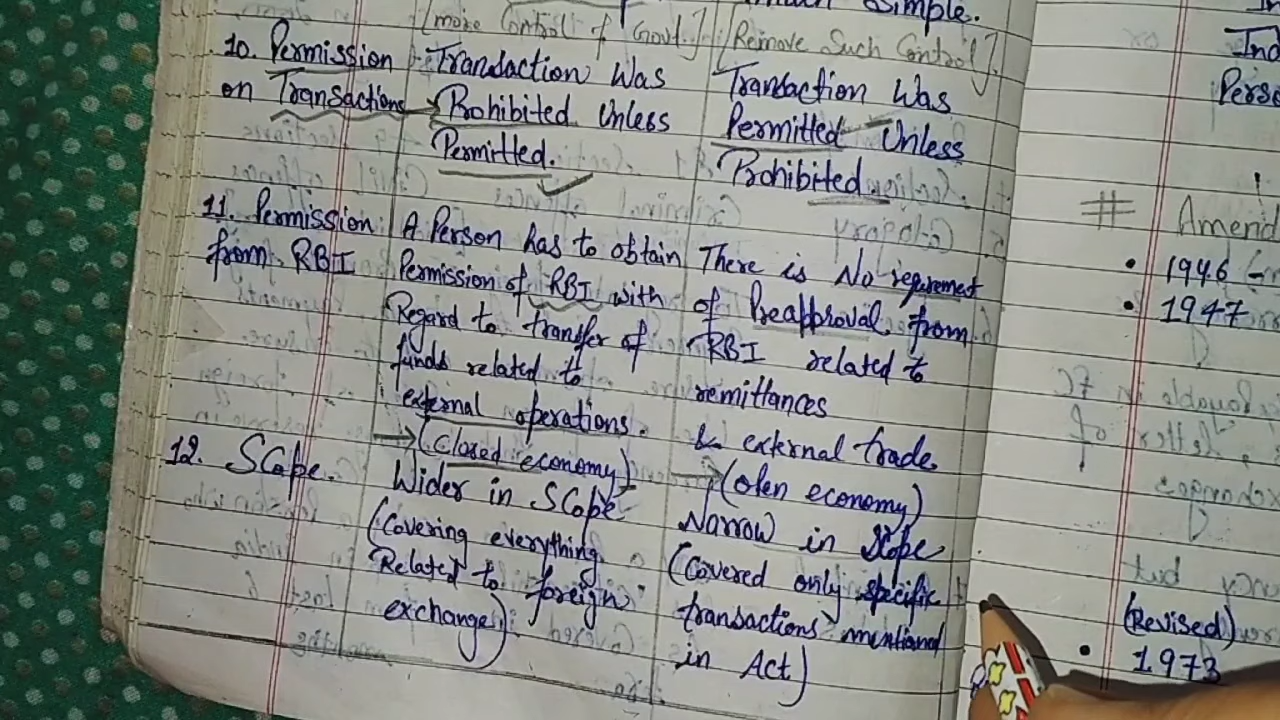 Simple.
[more Control of Govt.] [Remove Such Control].
10. Permission on Transactions
Transaction Was
Prohibited Unless
Permitted.
Transaction Was
Permitted Unless
Prohibited
11. Permission
from RBI
A Person has to obtain
Permission of RBI with
Regard to transfer of
funds related to
external operations.
→ (closed economy)
There is No requirement
of Preapproval from
RBI related to
remittances
& external trade.
→ (open economy)
12. Scope.
Wider in Scope
(Covering everything
Related to foreign
exchange)
Narrow in Scope
(Covered only specific
transactions mentioned
in Act)
Ind
Perso
# Amend
• 1946
• 1947
(Revised)
• 1973